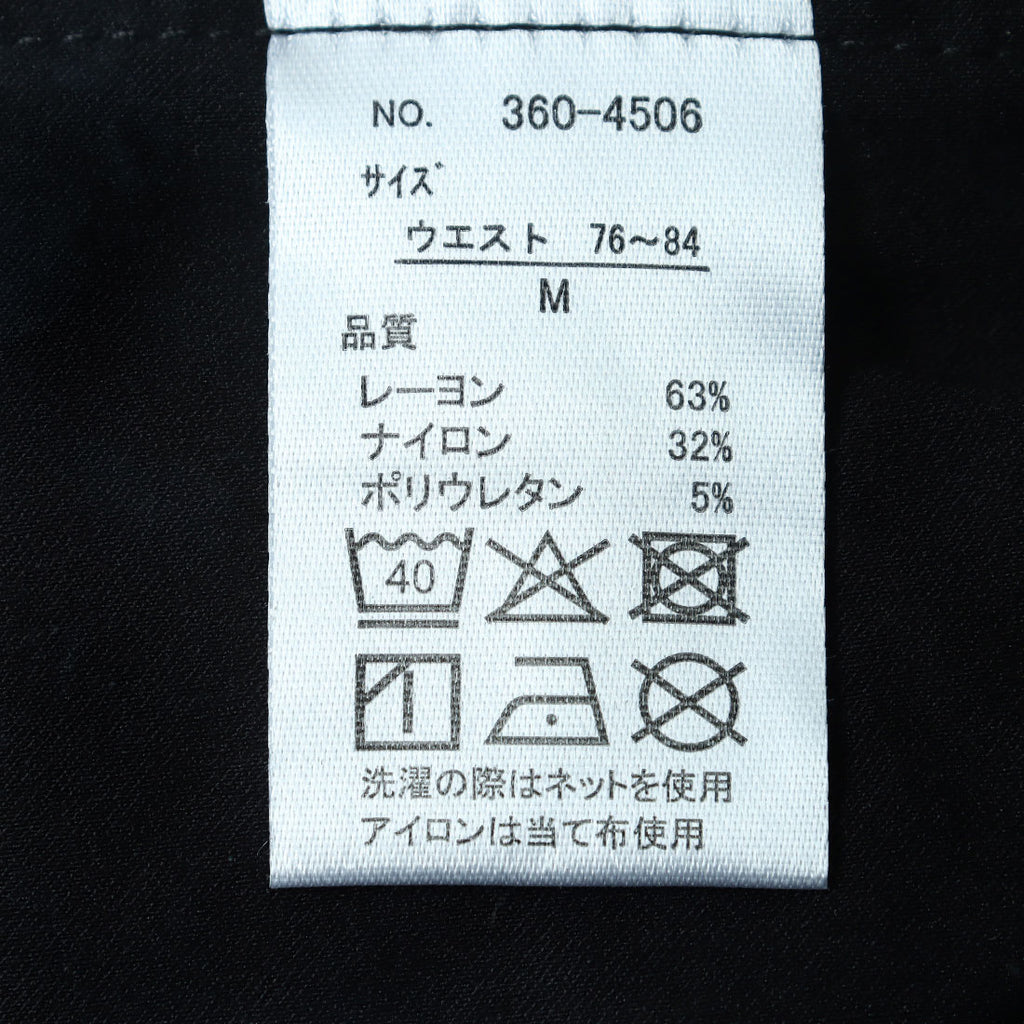 NO. 360-4506
サイズ
ウエスト 76〜84
M
品質
レーヨン 63%
ナイロン 32%
ポリウレタン 5%
40
洗濯の際はネットを使用
アイロンは当て布使用